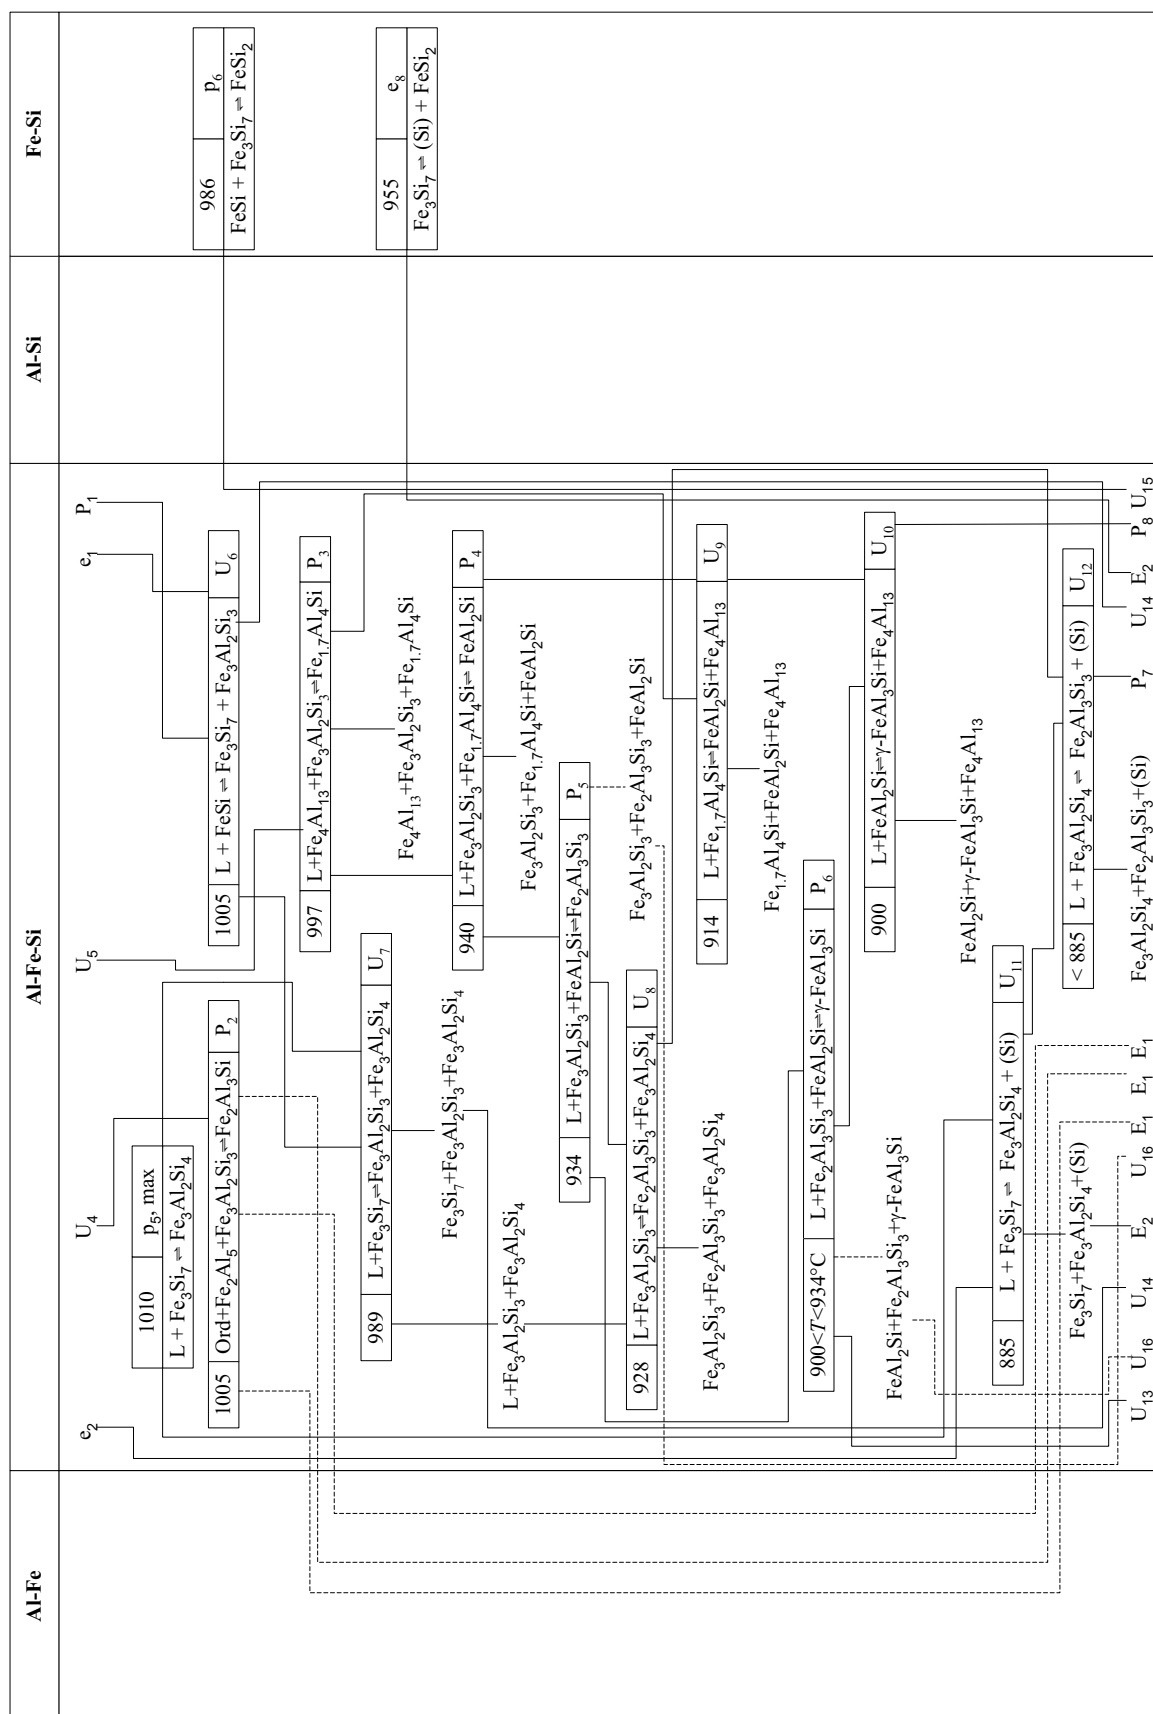 Al-Fe
Al-Fe-Si
Al-Si
Fe-Si
e₂
U₄
U₅
e₁
P₁
1010 p₅, max
L + Fe₃Si₇ ⇌ Fe₃Al₂Si₄
1005 Ord+Fe₂Al₅+Fe₃Al₂Si₃⇌Fe₂Al₃Si P₂
1005 L + FeSi ⇌ Fe₃Si₇ + Fe₃Al₂Si₃ U₆
986 p₆
FeSi + Fe₃Si₇ ⇌ FeSi₂
997 L+Fe₄Al₁₃+Fe₃Al₂Si₃⇌Fe₁.₇Al₄Si P₃
989 L+Fe₃Si₇⇌Fe₃Al₂Si₃+Fe₃Al₂Si₄ U₇
955 e₈
Fe₃Si₇ ⇌ (Si) + FeSi₂
Fe₄Al₁₃+Fe₃Al₂Si₃+Fe₁.₇Al₄Si
Fe₃Si₇+Fe₃Al₂Si₃+Fe₃Al₂Si₄
940 L+Fe₃Al₂Si₃+Fe₁.₇Al₄Si⇌FeAl₂Si P₄
L+Fe₃Al₂Si₃+Fe₃Al₂Si₄
Fe₃Al₂Si₃+Fe₁.₇Al₄Si+FeAl₂Si
934 L+Fe₃Al₂Si₃+FeAl₂Si⇌Fe₂Al₃Si₃ P₅
928 L+Fe₃Al₂Si₃⇌Fe₂Al₃Si₃+Fe₃Al₂Si₄ U₈
Fe₃Al₂Si₃+Fe₂Al₃Si₃+FeAl₂Si
Fe₃Al₂Si₃+Fe₂Al₃Si₃+Fe₃Al₂Si₄
914 L+Fe₁.₇Al₄Si⇌FeAl₂Si+Fe₄Al₁₃ U₉
Fe₁.₇Al₄Si+FeAl₂Si+Fe₄Al₁₃
900<T<934°C L+Fe₂Al₃Si₃+FeAl₂Si⇌γ-FeAl₃Si P₆
900 L+FeAl₂Si⇌γ-FeAl₃Si+Fe₄Al₁₃ U₁₀
FeAl₂Si+Fe₂Al₃Si₃+γ-FeAl₃Si
FeAl₂Si+γ-FeAl₃Si+Fe₄Al₁₃
885 L + Fe₃Si₇ ⇌ Fe₃Al₂Si₄ + (Si) U₁₁
< 885 L + Fe₃Al₂Si₄ ⇌ Fe₂Al₃Si₃ + (Si) U₁₂
Fe₃Si₇+Fe₃Al₂Si₄+(Si)
Fe₃Al₂Si₄+Fe₂Al₃Si₃+(Si)
U₁₃
U₁₆
U₁₄
E₂
U₁₆
E₁
E₁
E₁
P₇
U₁₄
E₂
P₈
U₁₅